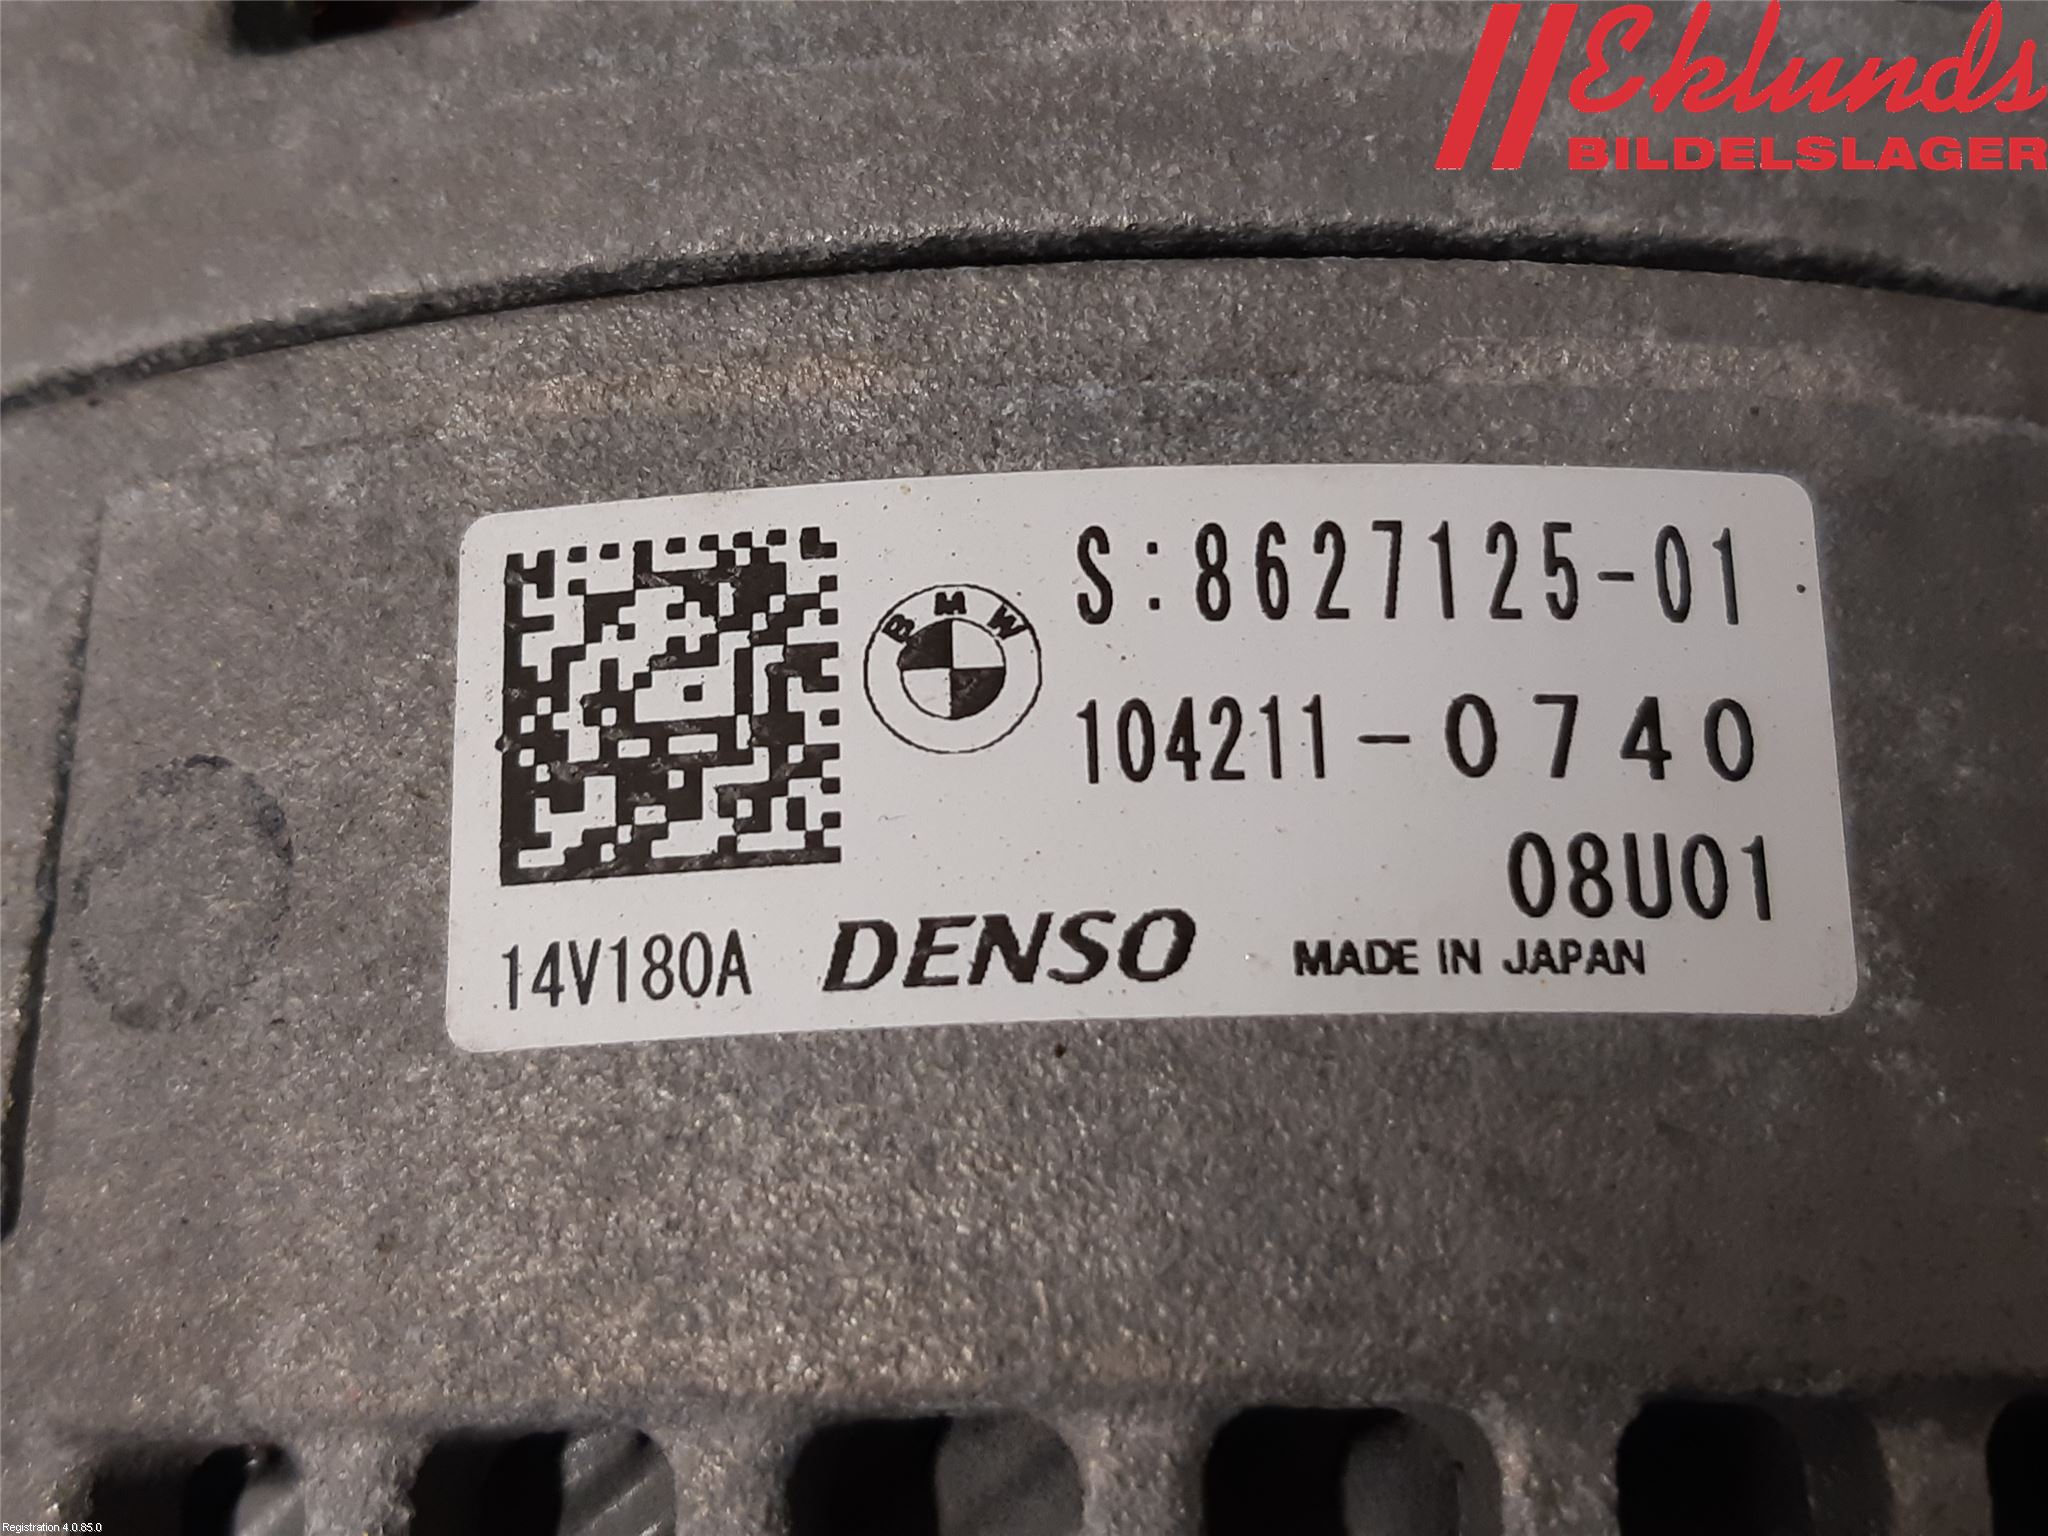 Eklunds
BILDELSLAGER
S:8627125-01
BMW
104211-0740
08U01
14V180A DENSO MADE IN JAPAN
Registration 4.0.85.0